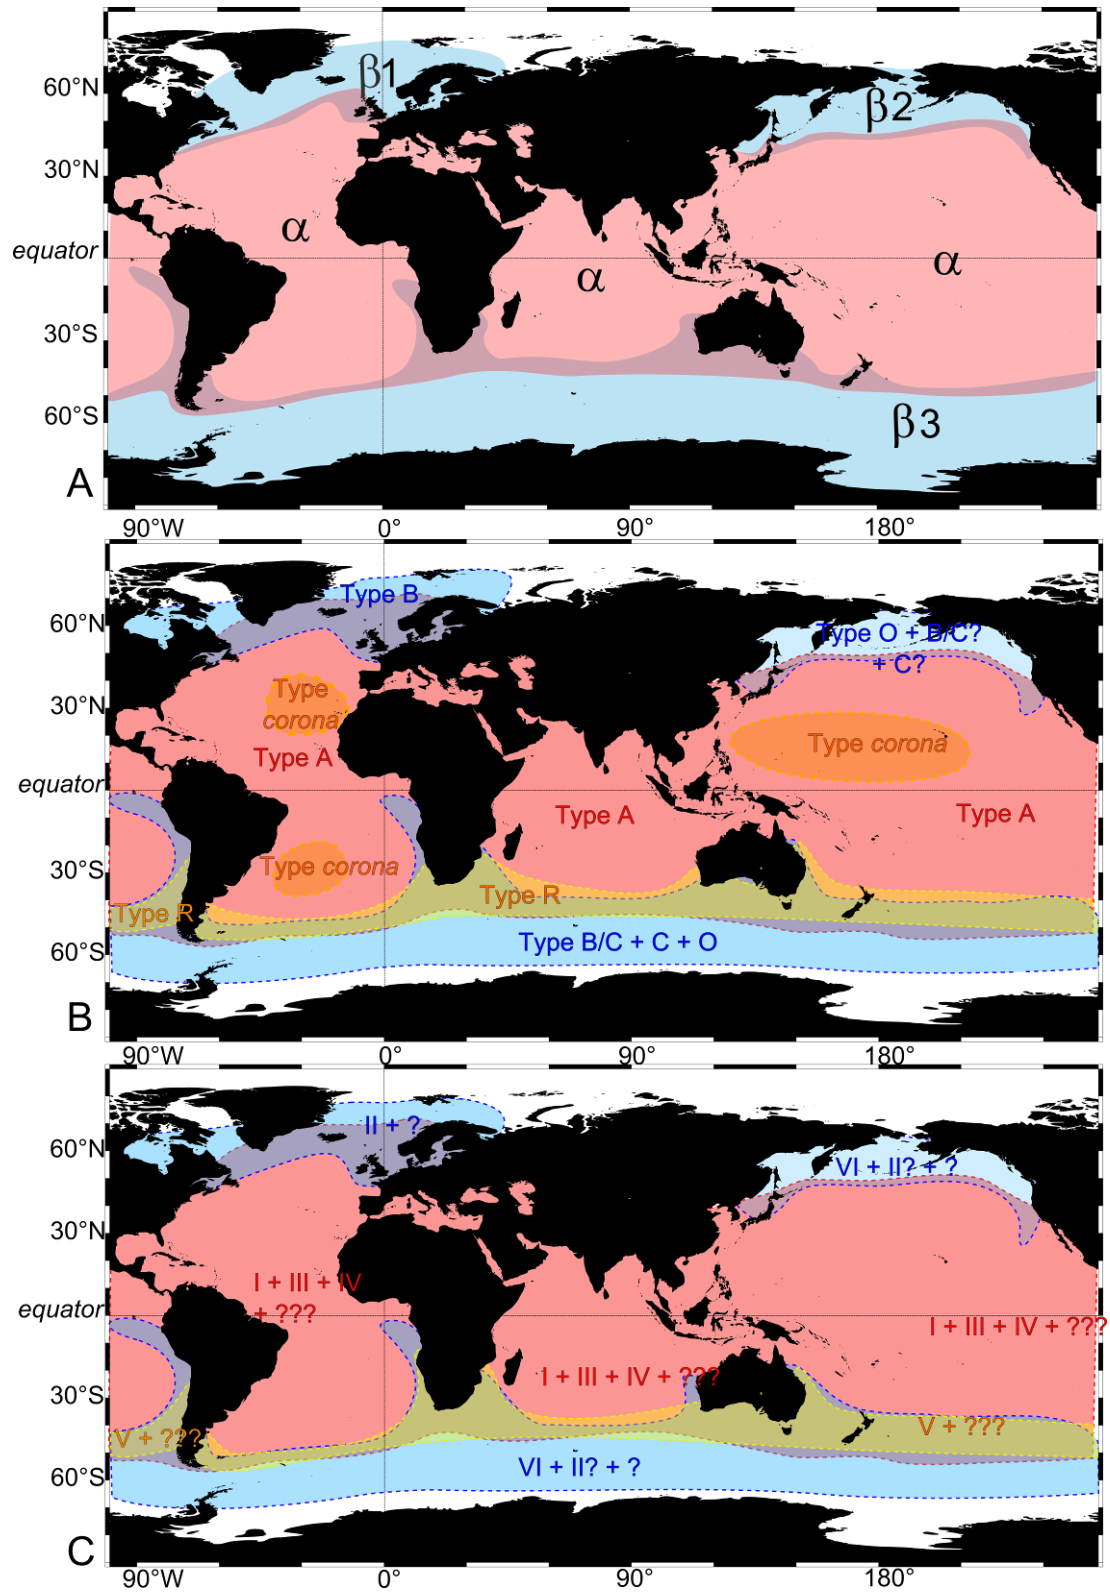 60°N
β1
β2
30°N
α
equator
α
α
30°S
60°S
β3
A
90°W
0°
90°
180°
60°N
Type B
Type O + B/C?
+ C?
30°N
Type
corona
Type corona
Type A
equator
Type A
Type A
30°S
Type corona
Type R
Type R
60°S
Type B/C + C + O
B
90°W
0°
90°
180°
60°N
II + ?
VI + II? + ?
30°N
I + III + IV
+ ???
equator
I + III + IV + ???
I + III + IV + ???
30°S
V + ???
V + ???
60°S
VI + II? + ?
C
90°W
0°
90°
180°